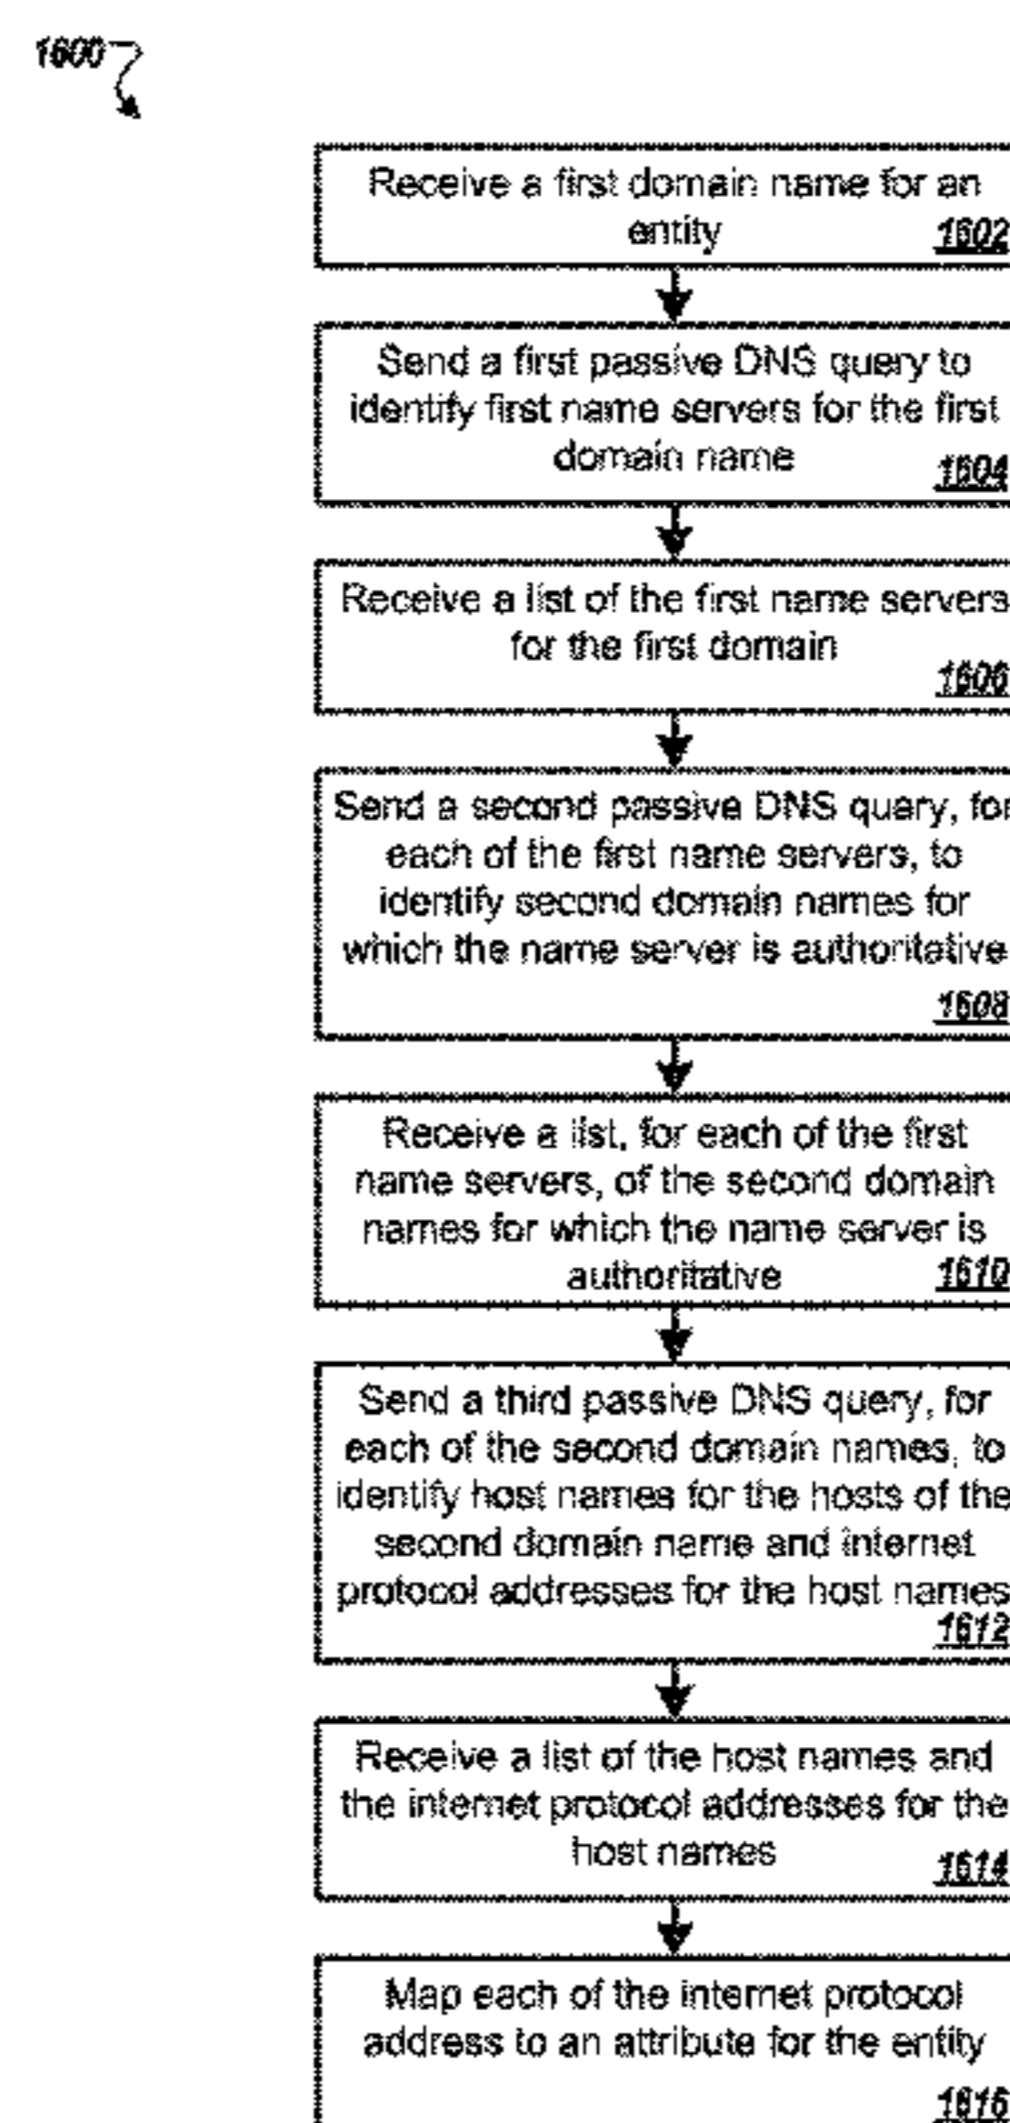 1600
Receive a first domain name for an
entity
1602
Send a first passive DNS query to
identify first name servers for the first
domain name
1604
Receive a list of the first name servers
for the first domain
1606
Send a second passive DNS query, for
each of the first name servers, to
identify second domain names for
which the name server is authoritative
1608
Receive a list, for each of the first
name servers, of the second domain
names for which the name server is
authoritative
1610
Send a third passive DNS query, for
each of the second domain names, to
identify host names for the hosts of the
second domain name and internet
protocol addresses for the host names
1612
Receive a list of the host names and
the internet protocol addresses for the
host names
1614
Map each of the internet protocol
address to an attribute for the entity
1616